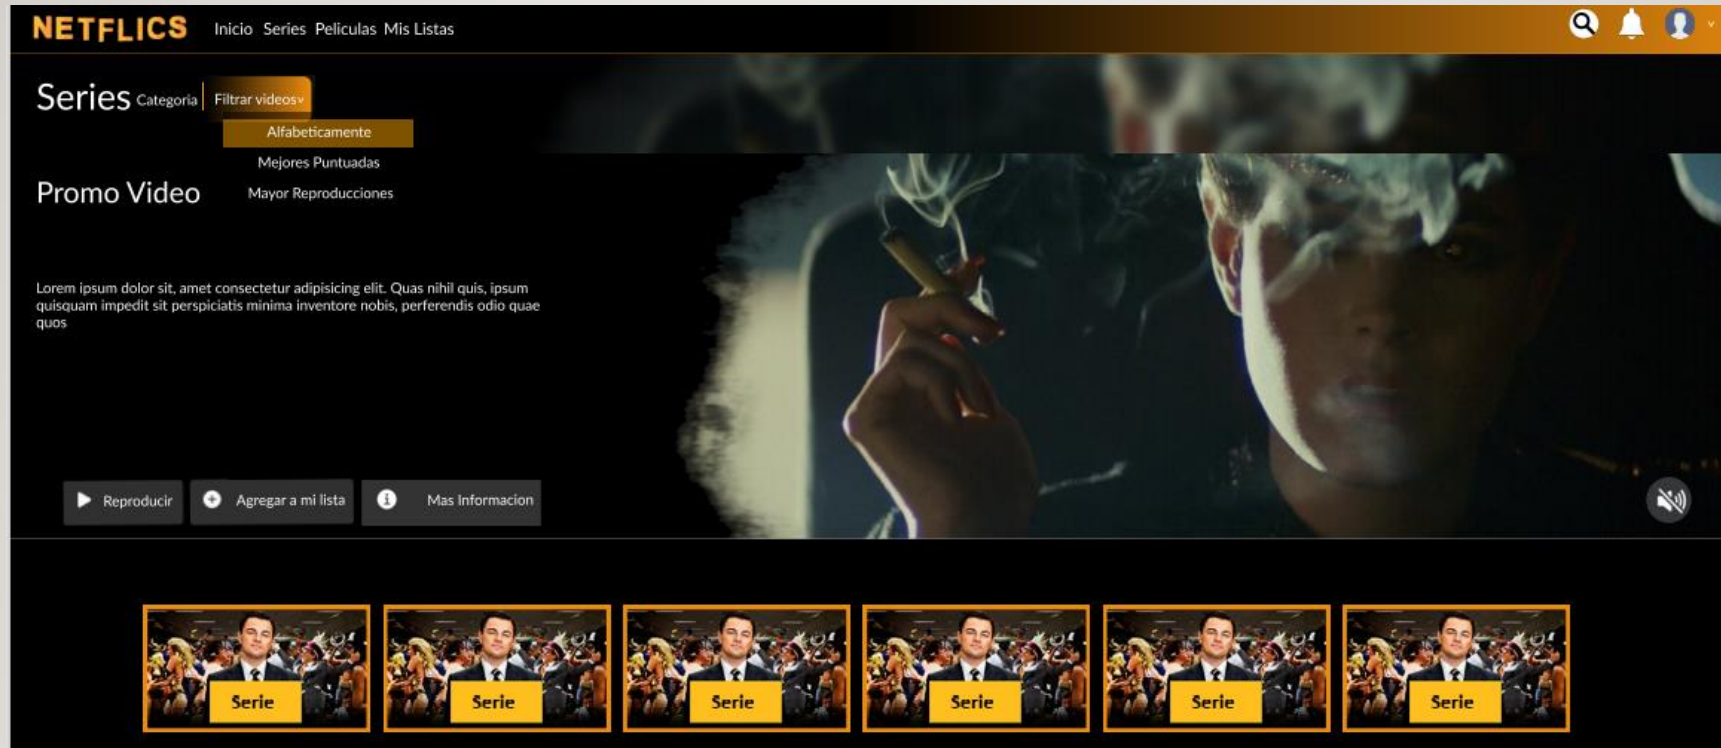 NETFLICS Inicio Series Peliculas Mis Listas
Series Categoria Filtrar videos
Alfabeticamente
Mejores Puntuadas
Promo Video
Mayor Reproducciones
Lorem ipsum dolor sit, amet consectetur adipisicing elit. Quas nihil quis, ipsum
quisquam impedit sit perspiciatis minima inventore nobis, perferendis odio quae
quos
Reproducir Agregar a mi lista Mas Informacion
Serie Serie Serie Serie Serie Serie